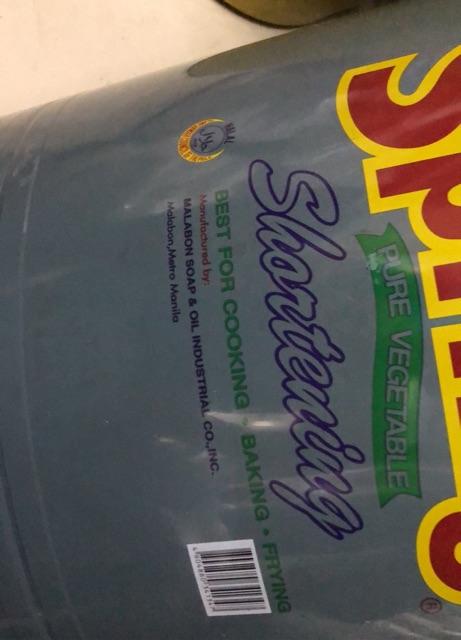 Spri
®
PURE VEGETABLE
Shortening
BEST FOR COOKING • BAKING • FRYING
HALAL
Manufactured by:
MALABON SOAP & OIL INDUSTRIAL CO., INC.
Malabon, Metro Manila